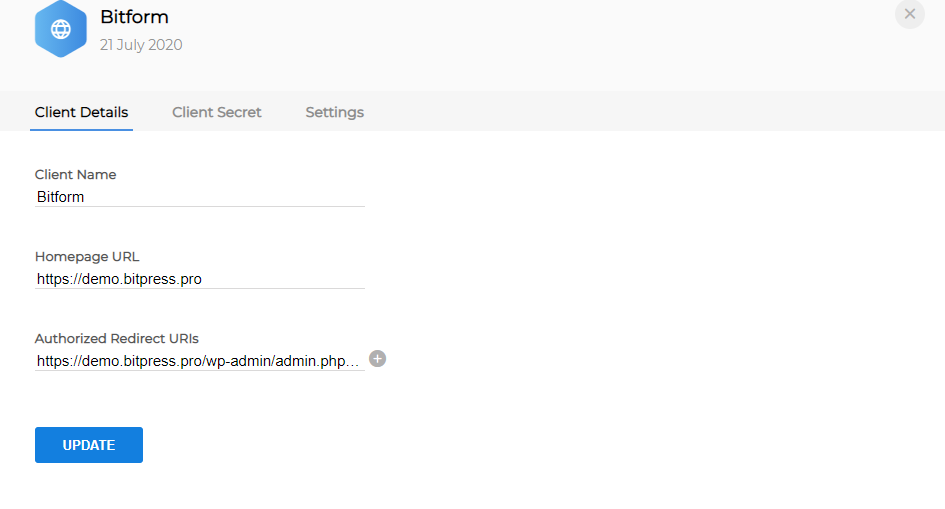 Bitform
21 July 2020
Client Details Client Secret Settings
Client Name
Bitform
Homepage URL
https://demo.bitpress.pro
Authorized Redirect URIs
https://demo.bitpress.pro/wp-admin/admin.php...
UPDATE